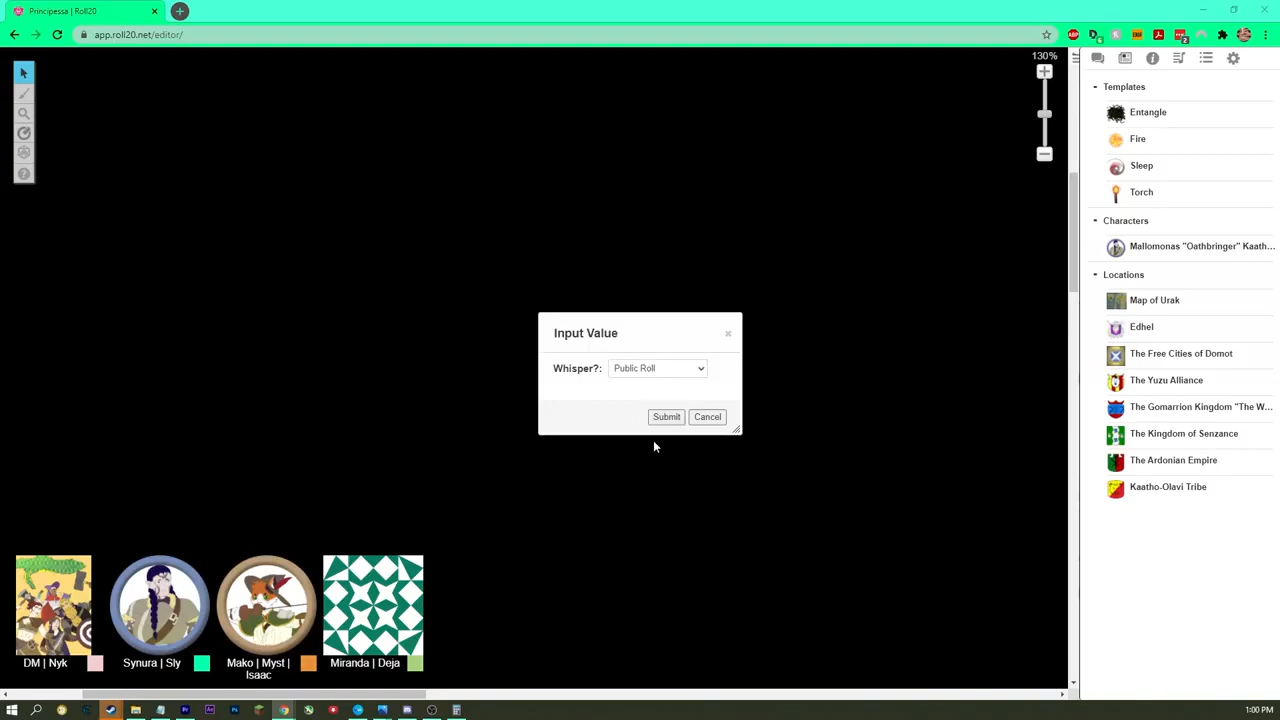 Principessa | Roll20
app.roll20.net/editor/
130%
Templates
Entangle
Fire
Sleep
Torch
Characters
Mallomonas "Oathbringer" Kaath...
Locations
Map of Urak
Edhel
The Free Cities of Domot
The Yuzu Alliance
The Gomarrion Kingdom "The W...
The Kingdom of Senzance
The Ardonian Empire
Kaatho-Olavi Tribe
Input Value
Whisper?: Public Roll
Submit Cancel
DM | Nyk
Synura | Sly
Mako | Myst |
Isaac
Miranda | Deja
1:00 PM